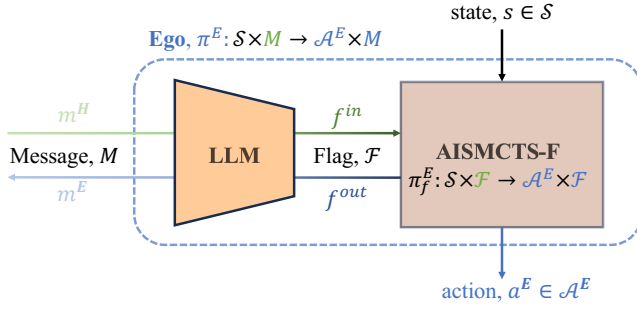 state, s ∈ 𝒮
Ego, π^E: 𝒮×M → 𝒜^E×M
m^H
f^in
Message, M
LLM
Flag, ℱ
AISMCTS-F
π_f^E: 𝒮×ℱ → 𝒜^E×ℱ
m^E
f^out
action, a^E ∈ 𝒜^E